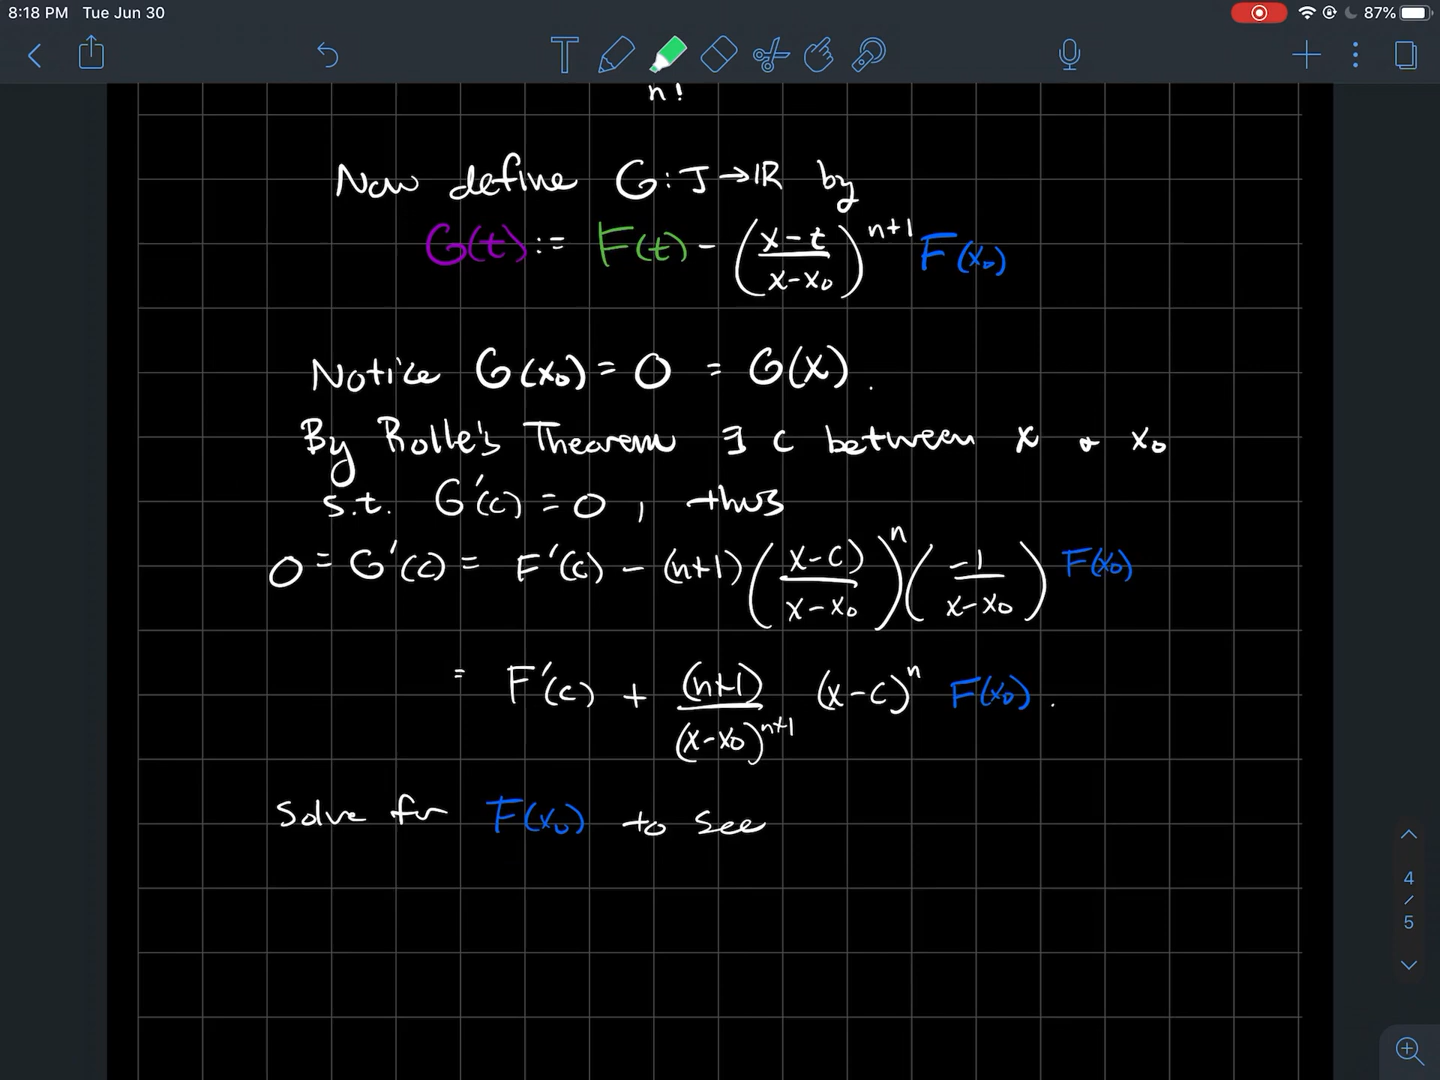 8:18 PM Tue Jun 30 87%
n!
Now define G: J→ℝ by
G(t) := F(t) - ((x-t)/(x-x₀))ⁿ⁺¹ F(x₀)
Notice G(x₀) = 0 = G(x).
By Rolle's Theorem ∃ c between x & x₀
s.t. G'(c) = 0, thus
0 = G'(c) = F'(c) - (n+1) ((x-c)/(x-x₀))ⁿ (-1/(x-x₀)) F(x₀)
= F'(c) + (n+1)/(x-x₀)ⁿ⁺¹ (x-c)ⁿ F(x₀).
Solve for F(x₀) to see
4
/
5